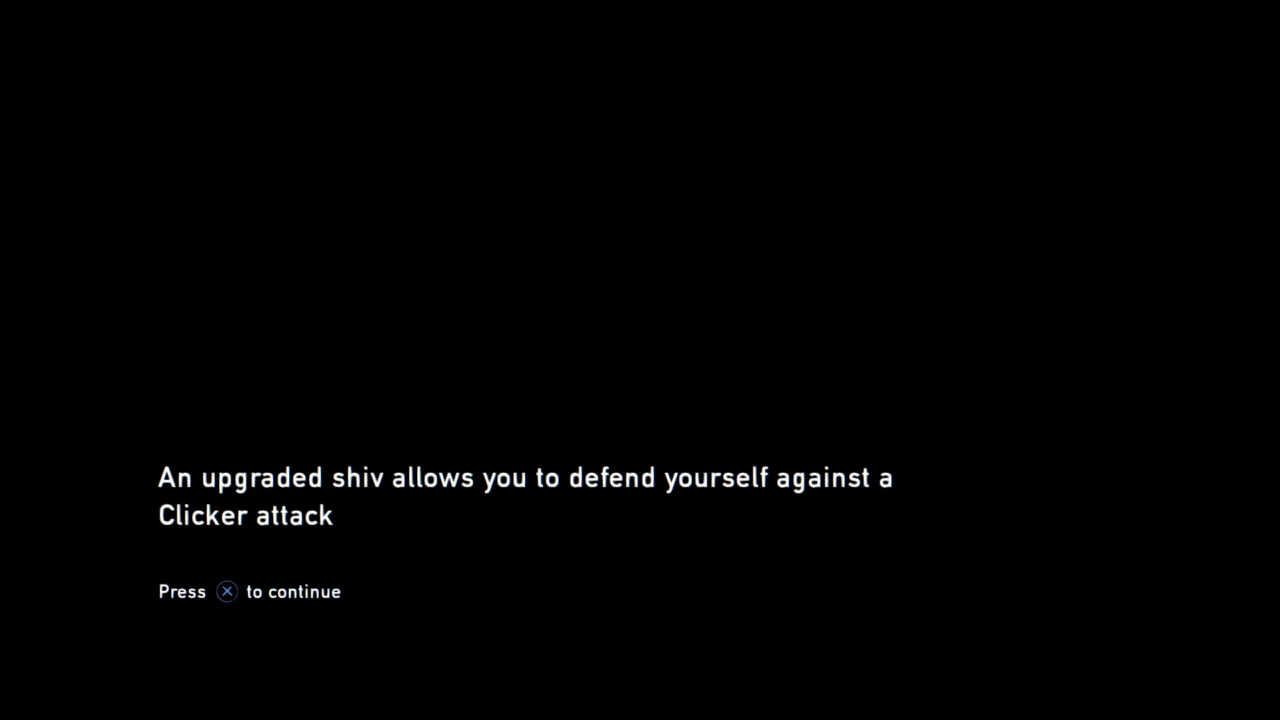 An upgraded shiv allows you to defend yourself against a
Clicker attack
Press ⓧ to continue